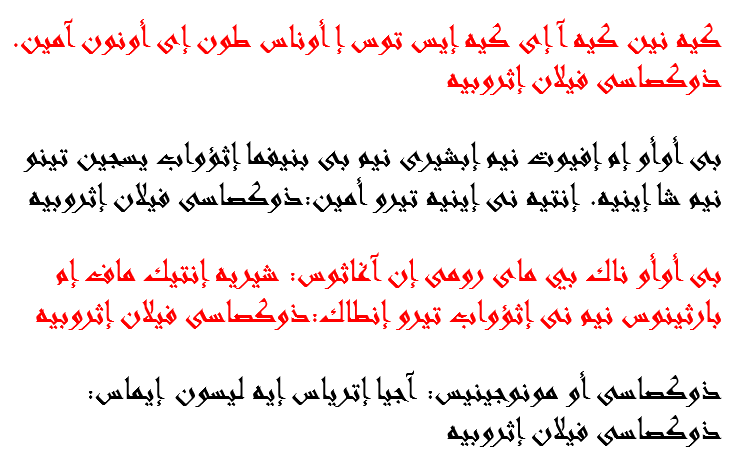 كيه نين كيه آ إى كيه إيس توس إ أوناس طون إى أونون آمين.
ذوكصاسى فيلان إثروبيه
بى أوأو إم إفيوت نيم إبشيرى نيم بى بنيفما إثؤواب يسجين تينو
نيم شا إينيه. إنتيه نى إينيه تيرو أمين:ذوكصاسى فيلان إثروبيه
بى أوأو ناك بي ماى رومى إن آغاثوس: شيريه إنتيك ماف إم
بارثينوس نيم نى إثؤواب تيرو إنطاك:ذوكصاسى فيلان إثروبيه
ذوكصاسى أو مونوجينيس: آجيا إترياس إيه ليسون إيماس:
ذوكصاسى فيلان إثروبيه